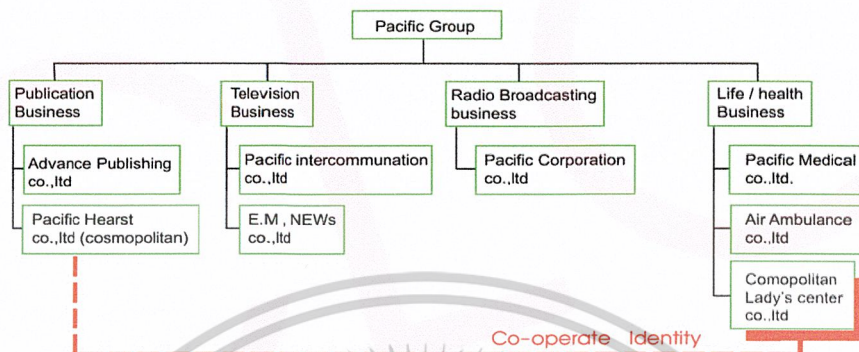 Pacific Group
Publication
Business
Television
Business
Radio Broadcasting
business
Life / health
Business
Advance Publishing
co.,ltd
Pacific intercommunation
co.,ltd
Pacific Corporation
co.,ltd
Pacific Medical
co..ltd.
Pacific Hearst
co.,ltd (cosmopolitan)
E.M , NEWs
co.,ltd
Air Ambulance
co.,ltd
Comopolitan
Lady's center
co..ltd
Co-operate Identity